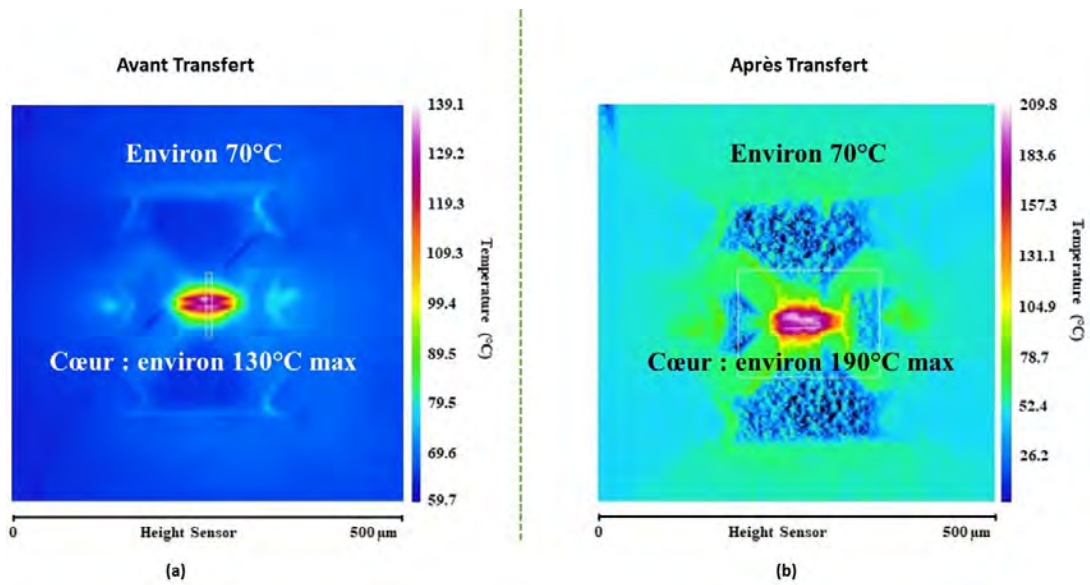 Avant Transfert
Environ 70°C
Cœur : environ 130°C max
139.1
129.2
119.3
109.3
99.4
89.5
79.5
69.6
59.7
Temperature (°C)
0
Height Sensor
500 µm
(a)
Après Transfert
Environ 70°C
Cœur : environ 190°C max
209.8
183.6
157.3
131.1
104.9
78.7
52.4
26.2
Temperature (°C)
0
Height Sensor
500 µm
(b)